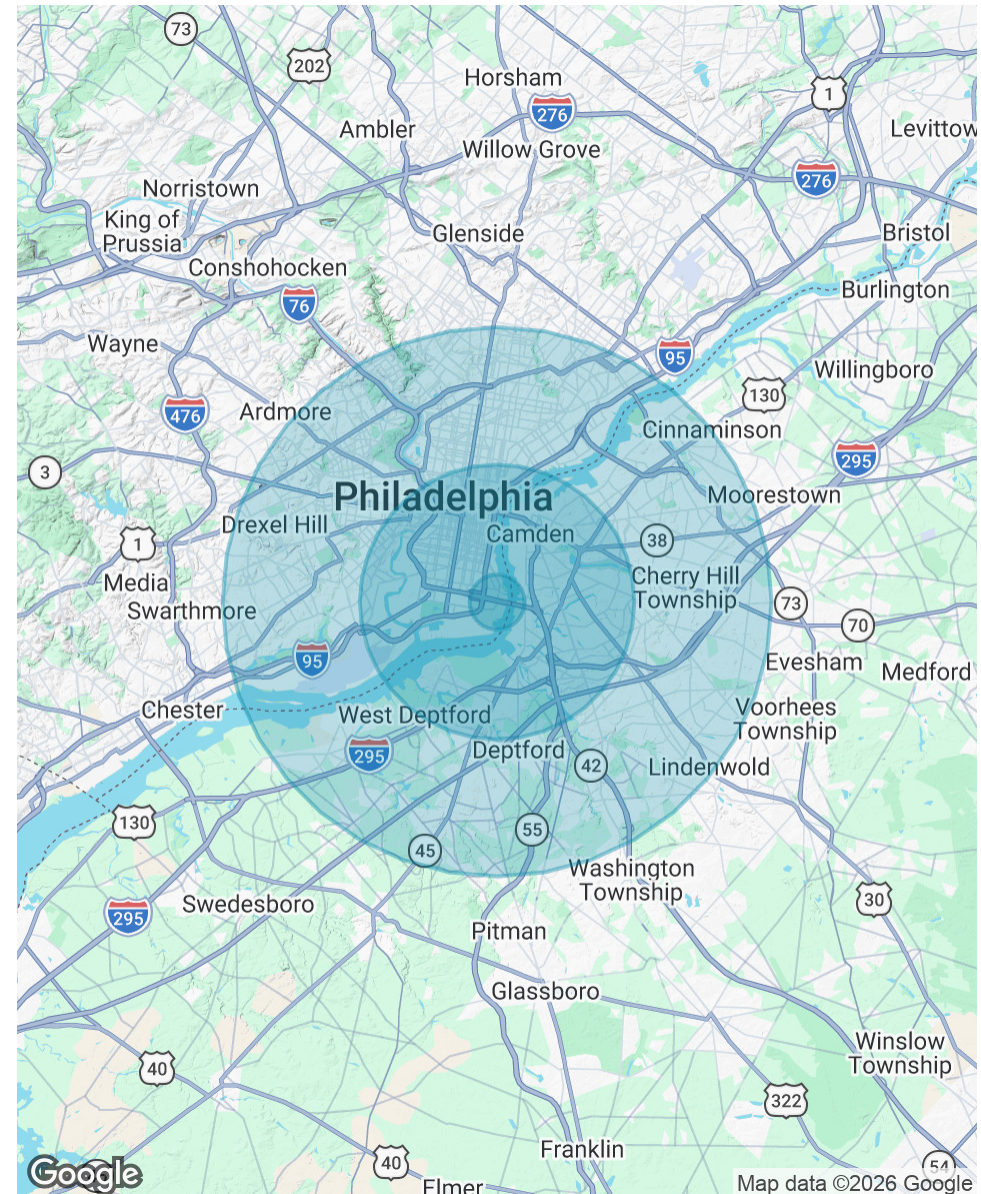 73
202
Horsham
276
1
Ambler
Levittow
Willow Grove
276
Norristown
King of
Prussia
Glenside
Bristol
Conshohocken
Burlington
76
Wayne
95
Willingboro
130
476
Ardmore
Cinnaminson
295
3
Philadelphia
Moorestown
Drexel Hill
Camden
38
1
Media
Cherry Hill
Township
Swarthmore
73
70
95
Evesham
Medford
Chester
West Deptford
Voorhees
Township
295
Deptford
42
Lindenwold
130
55
45
Washington
Township
30
Swedesboro
295
Pitman
Glassboro
Winslow
Township
40
322
Franklin
40
54
Elmer
Google
Map data ©2026 Google